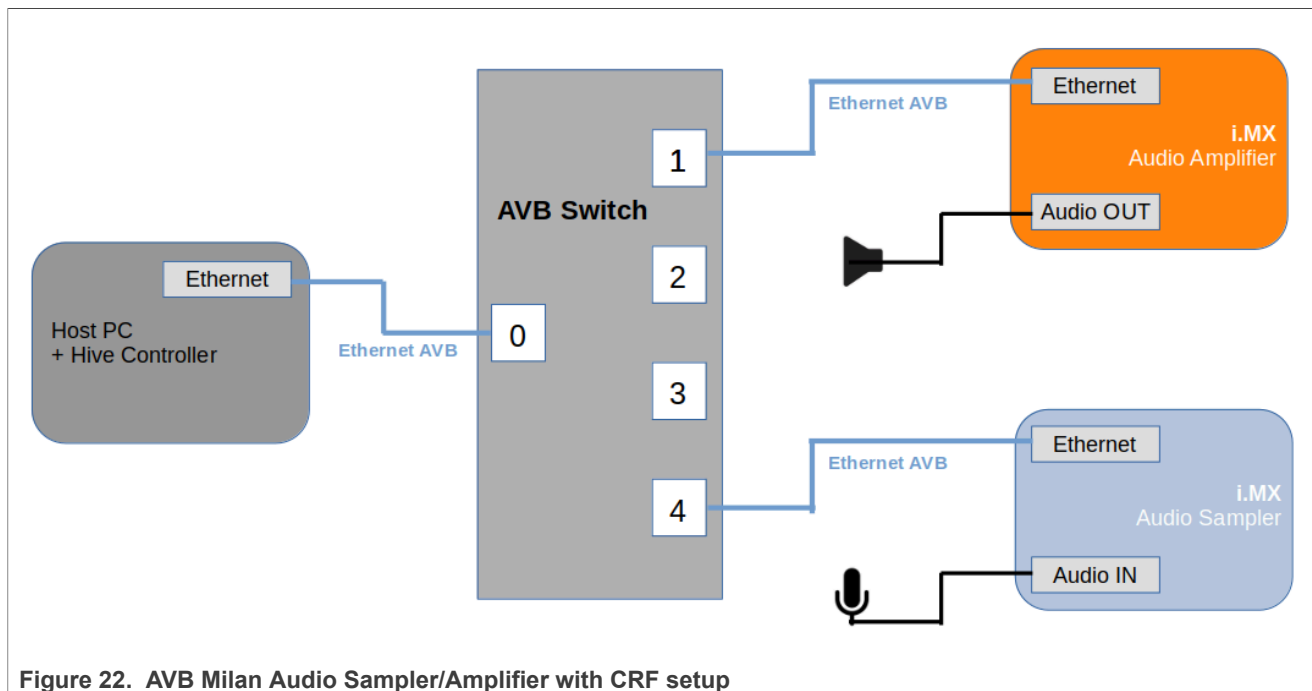 Ethernet
Host PC
+ Hive Controller
Ethernet AVB
AVB Switch
0
1
2
3
4
Ethernet AVB
Ethernet
i.MX
Audio Amplifier
Audio OUT
Ethernet AVB
Ethernet
i.MX
Audio Sampler
Audio IN
Figure 22. AVB Milan Audio Sampler/Amplifier with CRF setup